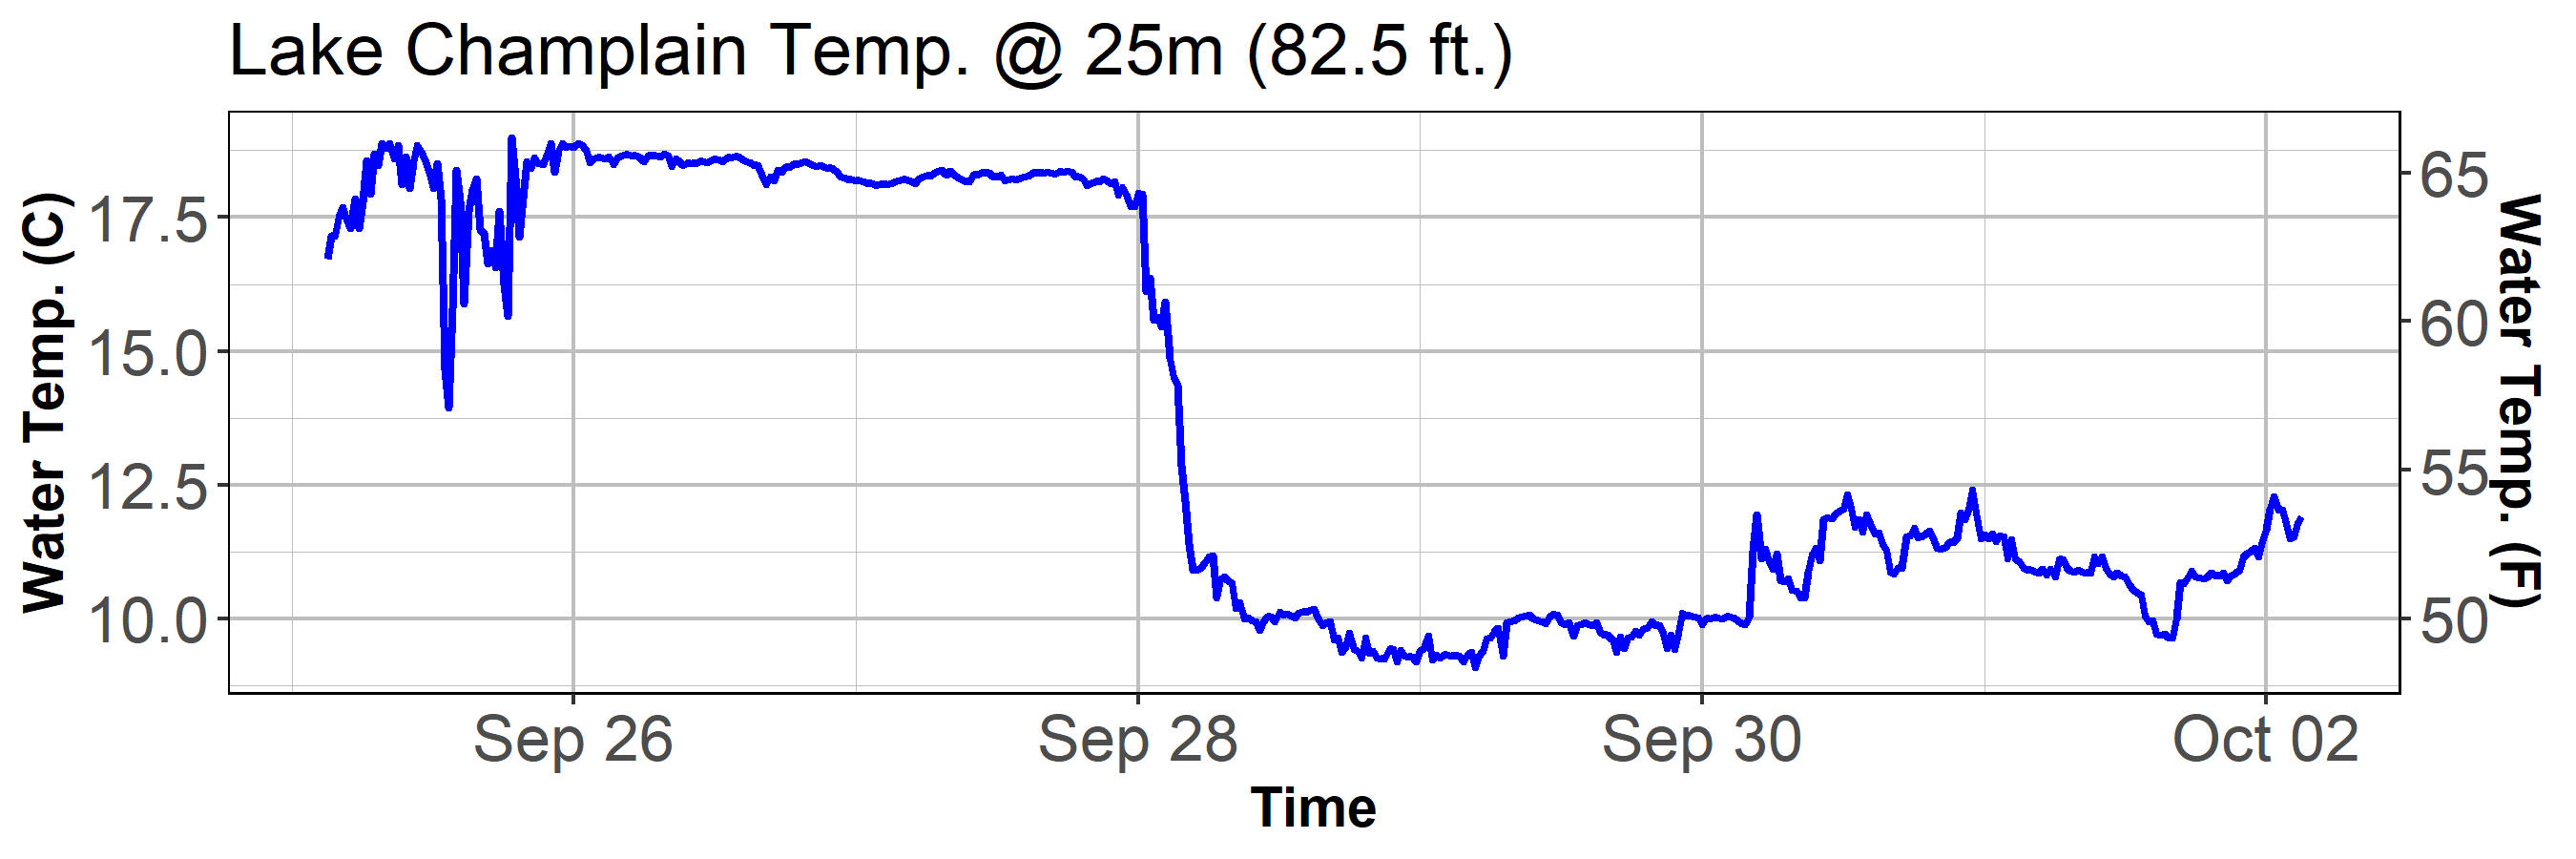 Lake Champlain Temp. @ 25m (82.5 ft.)
Water Temp. (C)
17.5
15.0
12.5
10.0
65
60
55
50
Water Temp. (F)
Sep 26
Sep 28
Sep 30
Oct 02
Time